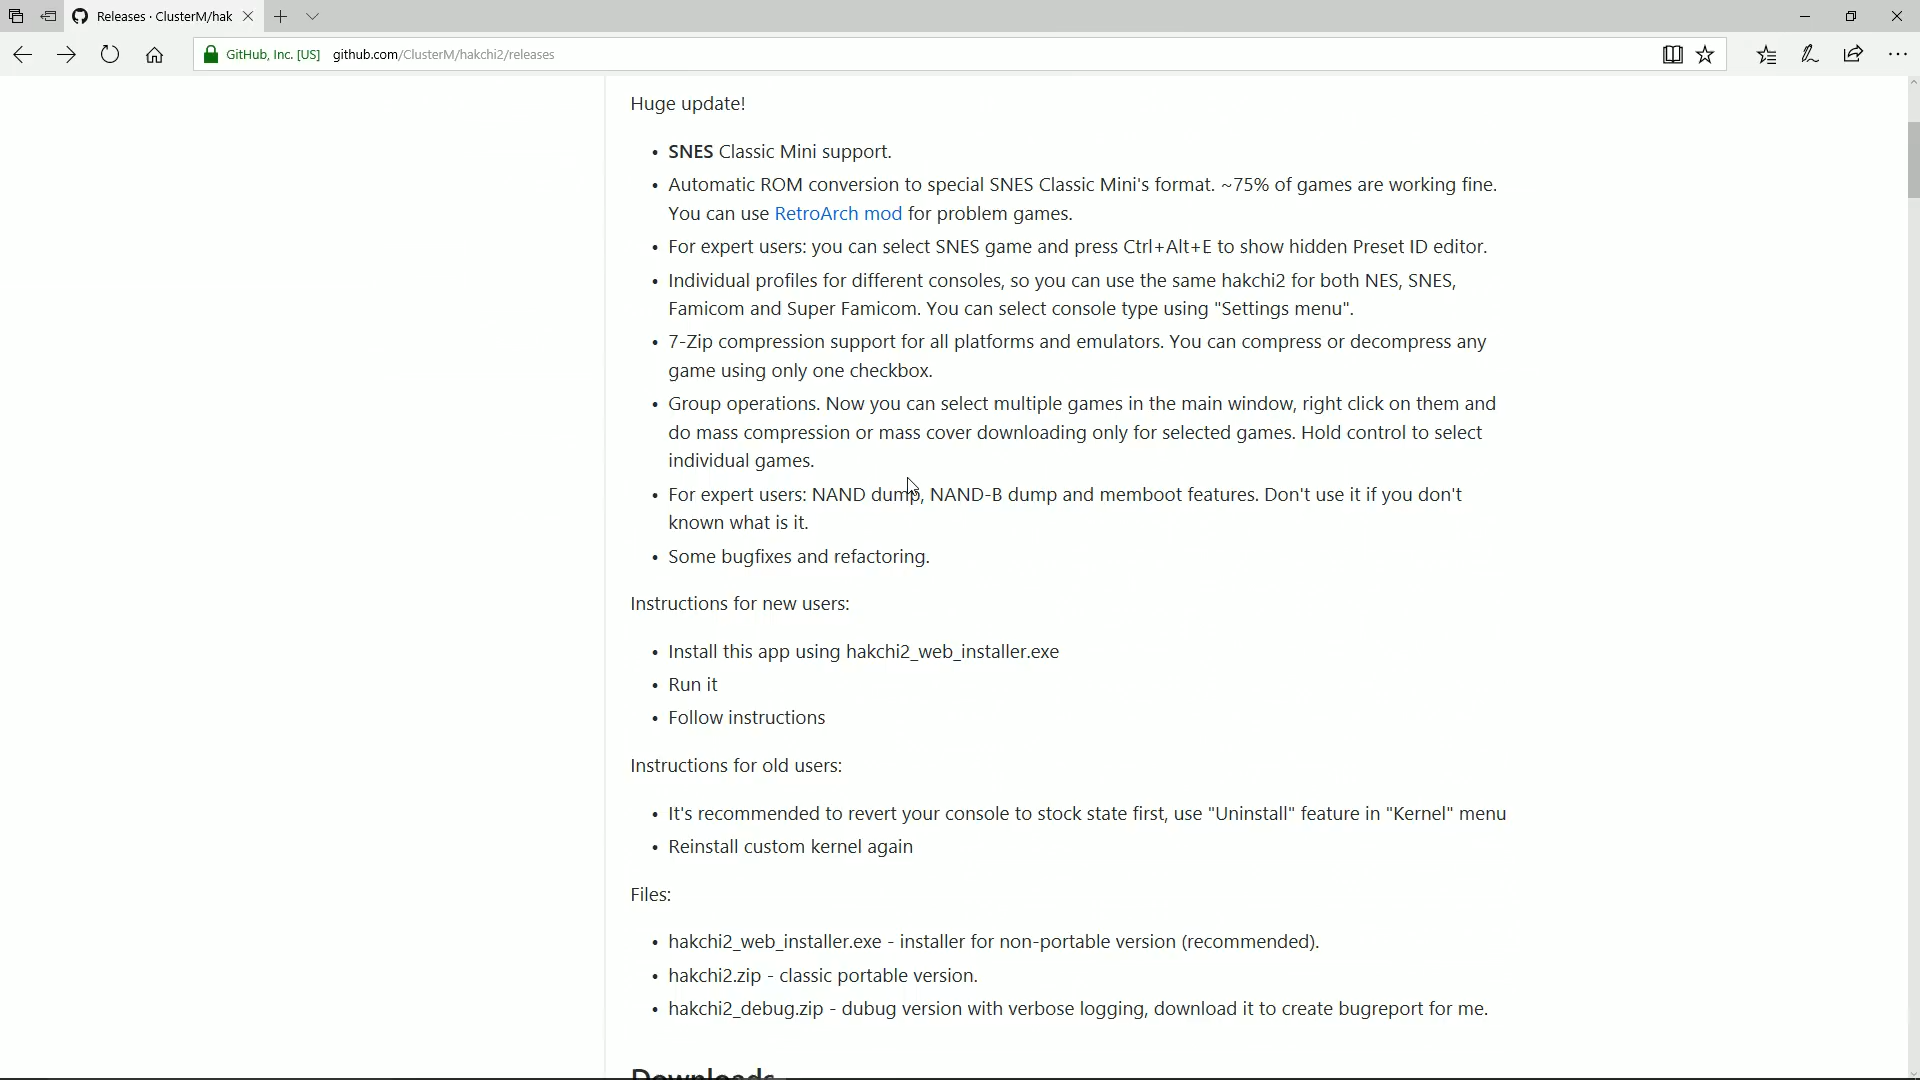 Releases · ClusterM/hak
GitHub, Inc. [US] github.com/ClusterM/hakchi2/releases
Huge update!
• SNES Classic Mini support.
• Automatic ROM conversion to special SNES Classic Mini's format. ~75% of games are working fine.
You can use RetroArch mod for problem games.
• For expert users: you can select SNES game and press Ctrl+Alt+E to show hidden Preset ID editor.
• Individual profiles for different consoles, so you can use the same hakchi2 for both NES, SNES,
Famicom and Super Famicom. You can select console type using "Settings menu".
• 7-Zip compression support for all platforms and emulators. You can compress or decompress any
game using only one checkbox.
• Group operations. Now you can select multiple games in the main window, right click on them and
do mass compression or mass cover downloading only for selected games. Hold control to select
individual games.
• For expert users: NAND dump, NAND-B dump and memboot features. Don't use it if you don't
known what is it.
• Some bugfixes and refactoring.
Instructions for new users:
• Install this app using hakchi2_web_installer.exe
• Run it
• Follow instructions
Instructions for old users:
• It's recommended to revert your console to stock state first, use "Uninstall" feature in "Kernel" menu
• Reinstall custom kernel again
Files:
• hakchi2_web_installer.exe - installer for non-portable version (recommended).
• hakchi2.zip - classic portable version.
• hakchi2_debug.zip - dubug version with verbose logging, download it to create bugreport for me.
Downloads